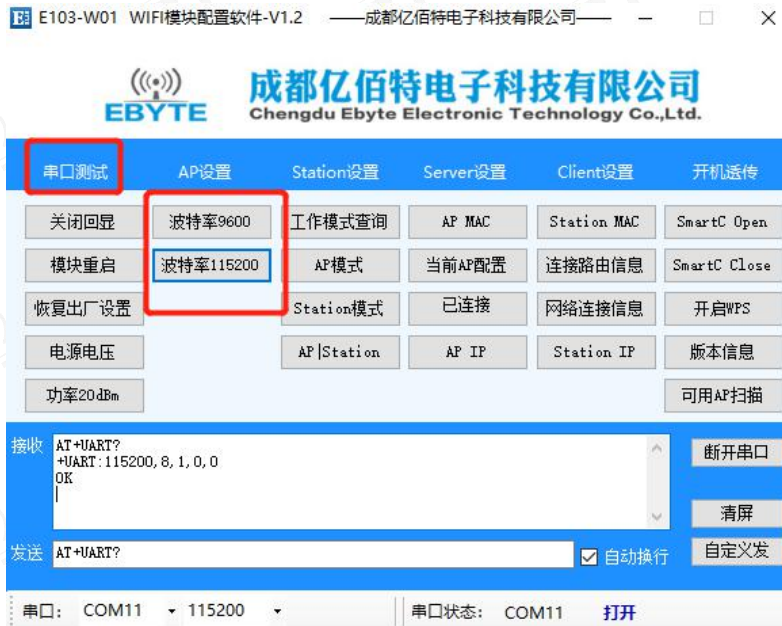 E103-W01 WIFI模块配置软件-V1.2 ——成都亿佰特电子科技有限公司——
EBYTE
成都亿佰特电子科技有限公司
Chengdu Ebyte Electronic Technology Co.,Ltd.
串口测试 AP设置 Station设置 Server设置 Client设置 开机透传
关闭回显 波特率9600 工作模式查询 AP MAC Station MAC SmartC Open
模块重启 波特率115200 AP模式 当前AP配置 连接路由信息 SmartC Close
恢复出厂设置 Station模式 已连接 网络连接信息 开启WPS
电源电压 AP|Station AP IP Station IP 版本信息
功率20dBm 可用AP扫描
接收 AT+UART? 断开串口
+UART:115200,8,1,0,0
OK
清屏
发送 AT+UART? 自动换行 自定义发
串口: COM11 115200 串口状态: COM11 打开